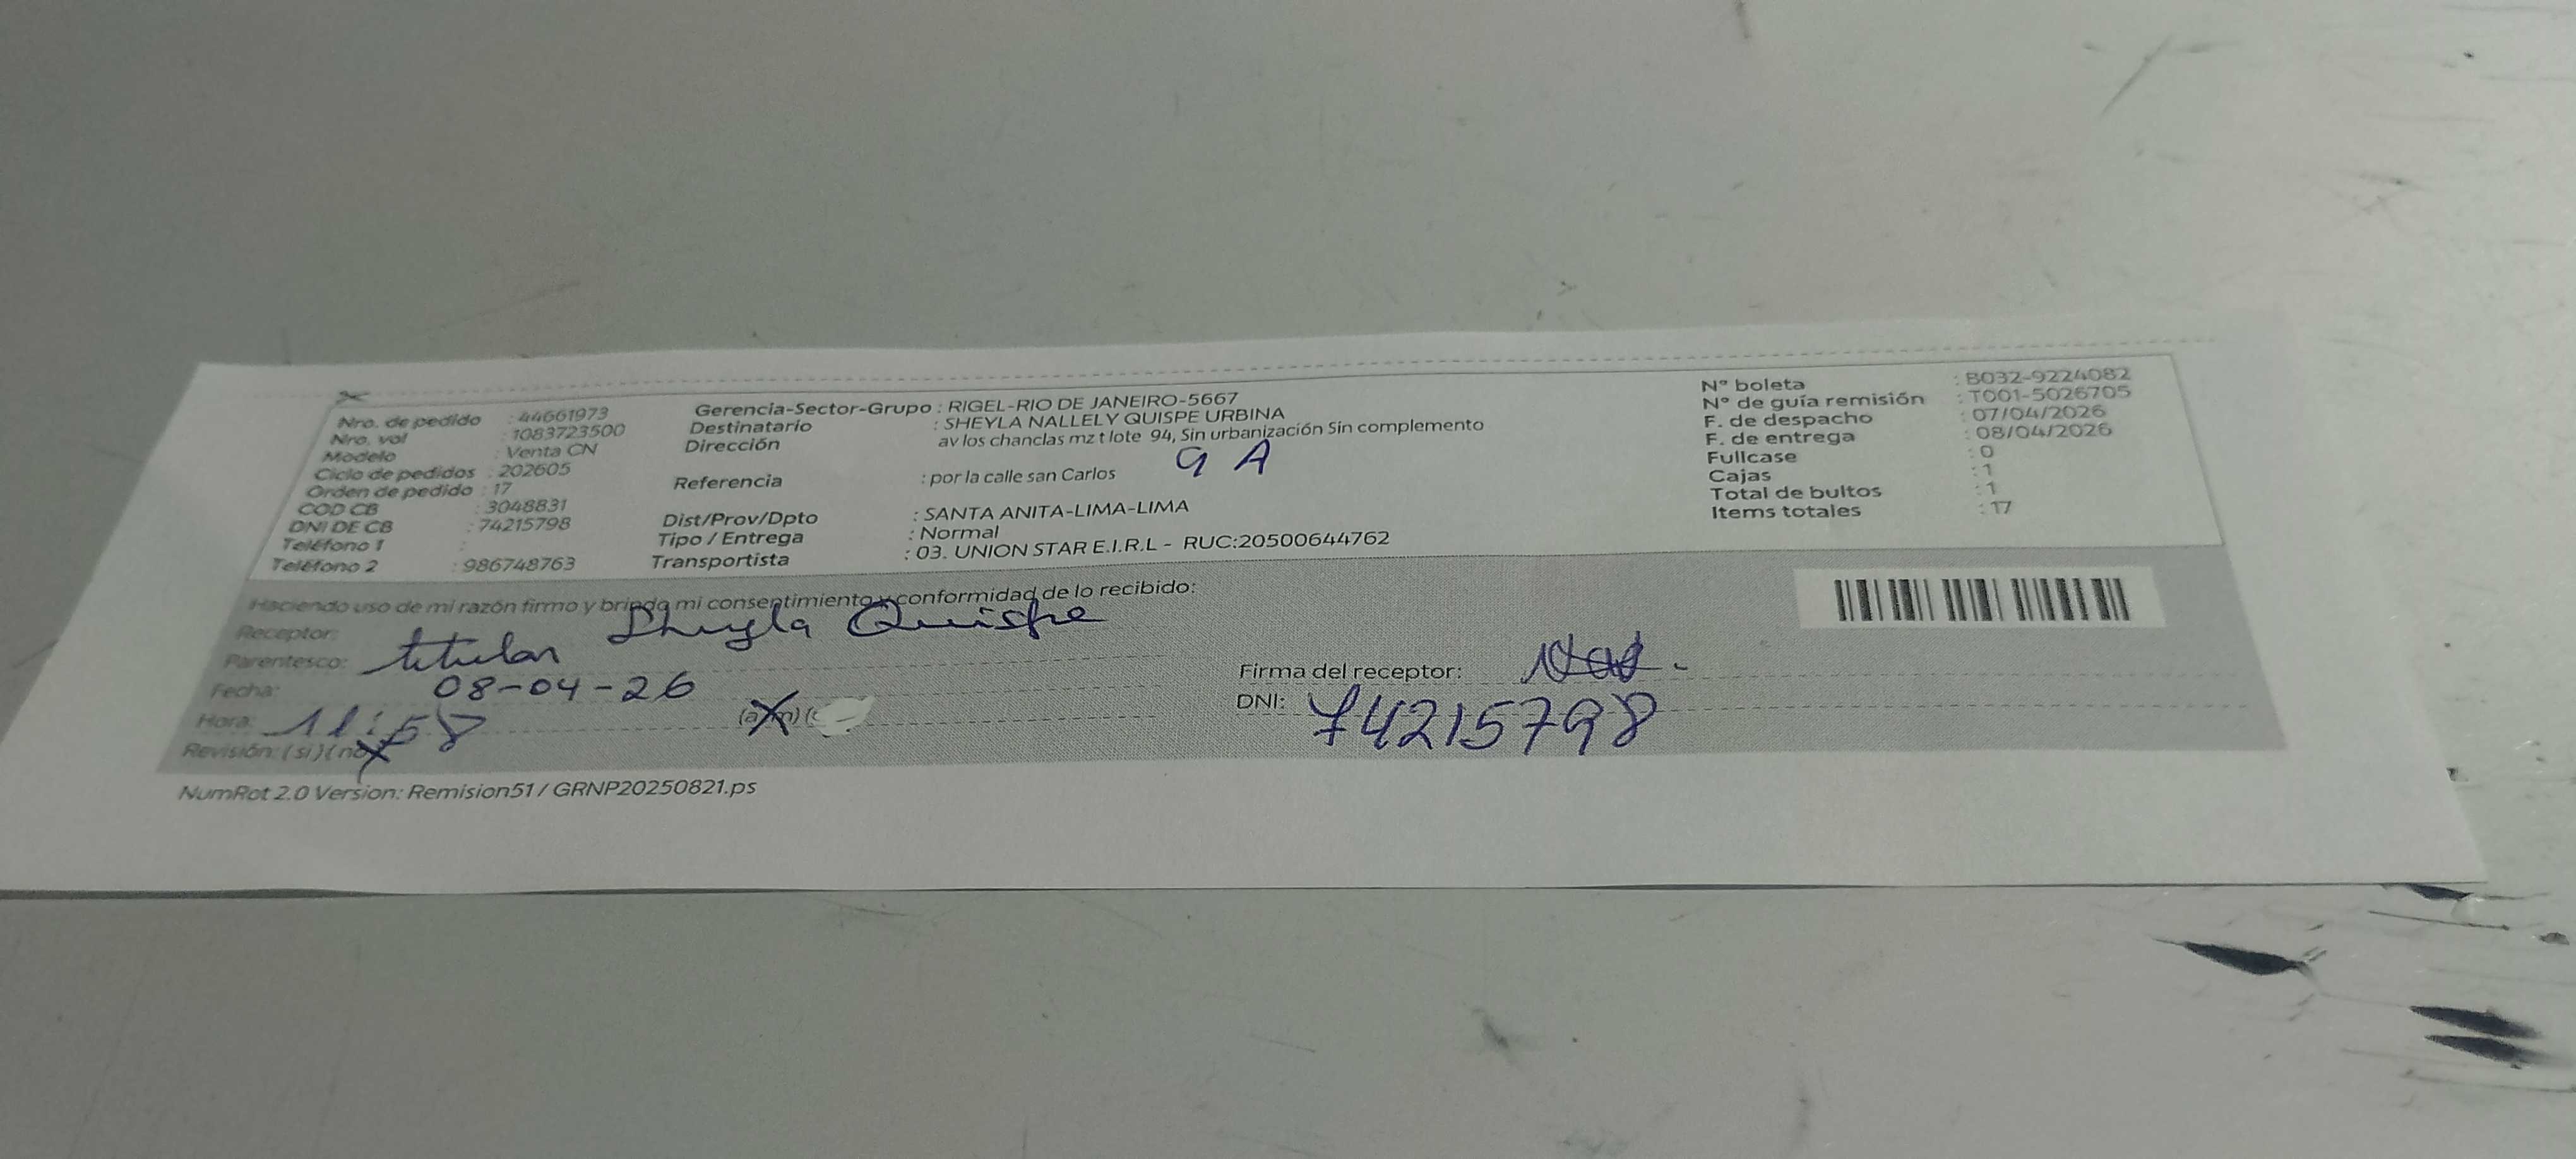 Nro. de pedido : 44661973
Nro. vol : 1083723500
Modelo : Venta CN
Ciclo de pedidos : 202605
Orden de pedido : 17
COD CB : 3048831
DNI DE CB : 74215798
Teléfono 1 :
Teléfono 2 : 986748763
Gerencia-Sector-Grupo : RIGEL-RIO DE JANEIRO-5667
Destinatario : SHEYLA NALLELY QUISPE URBINA
Dirección av los chanclas mz t lote 94, Sin urbanización Sin complemento
9 A
Referencia : por la calle san Carlos
Dist/Prov/Dpto : SANTA ANITA-LIMA-LIMA
Tipo / Entrega : Normal
Transportista : 03. UNION STAR E.I.R.L - RUC:20500644762
N° boleta : B032-9224082
N° de guía remisión : T001-5026705
F. de despacho : 07/04/2026
F. de entrega : 08/04/2026
Fullcase : 0
Cajas : 1
Total de bultos : 1
Items totales : 17
Haciendo uso de mi razón firmo y brindo mi consentimiento y conformidad de lo recibido:
Receptor: Sheyla Quispe
Parentesco: titular
Fecha: 08-04-26
Hora: 11:58
Revisión: (si) (no)
Firma del receptor:
DNI: 74215798
NumRot 2.0 Version: Remision51 / GRNP20250821.ps